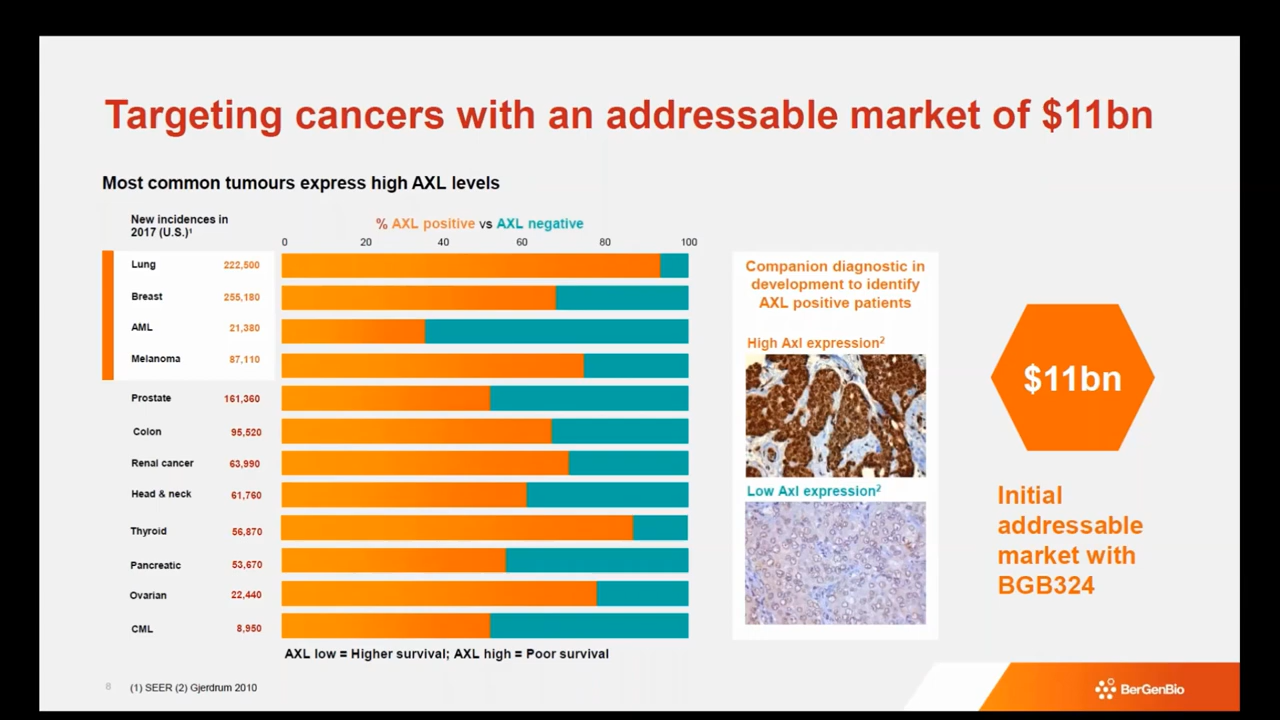 Targeting cancers with an addressable market of $11bn
Most common tumours express high AXL levels
New incidences in
2017 (U.S.)¹
% AXL positive vs AXL negative
0 20 40 60 80 100
Lung 222,500
Breast 255,180
AML 21,380
Melanoma 87,110
Prostate 161,360
Colon 95,520
Renal cancer 63,990
Head & neck 61,760
Thyroid 56,870
Pancreatic 53,670
Ovarian 22,440
CML 8,950
AXL low = Higher survival; AXL high = Poor survival
Companion diagnostic in
development to identify
AXL positive patients
High Axl expression²
Low Axl expression²
$11bn
Initial
addressable
market with
BGB324
8 (1) SEER (2) Gjerdrum 2010
BerGenBio